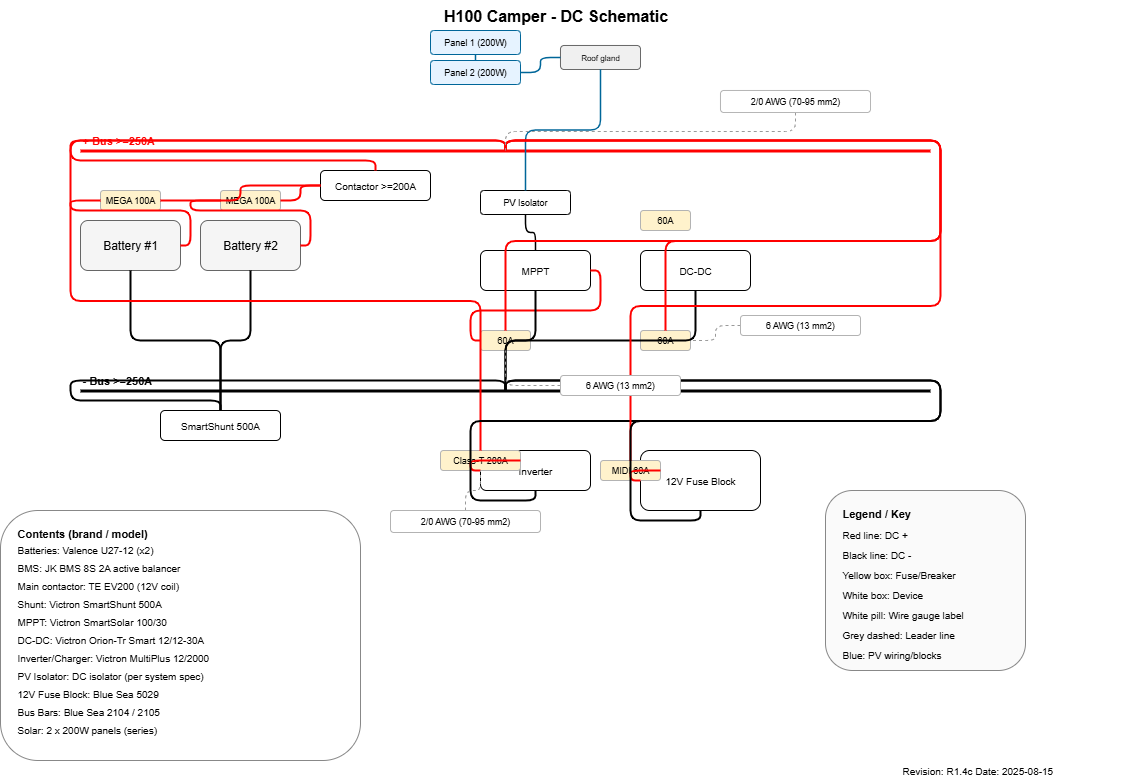 H100 Camper - DC Schematic
Panel 1 (200W)
Panel 2 (200W)
Roof gland
2/0 AWG (70-95 mm2)
+ Bus >=250A
Contactor >=200A
MEGA 100A
MEGA 100A
PV Isolator
60A
Battery #1
Battery #2
MPPT
DC-DC
6 AWG (13 mm2)
60A
60A
- Bus >=250A
6 AWG (13 mm2)
SmartShunt 500A
Class-T 200A
Inverter
MIDI 60A
12V Fuse Block
2/0 AWG (70-95 mm2)
Contents (brand / model)
Batteries: Valence U27-12 (x2)
BMS: JK BMS 8S 2A active balancer
Main contactor: TE EV200 (12V coil)
Shunt: Victron SmartShunt 500A
MPPT: Victron SmartSolar 100/30
DC-DC: Victron Orion-Tr Smart 12/12-30A
Inverter/Charger: Victron MultiPlus 12/2000
PV Isolator: DC isolator (per system spec)
12V Fuse Block: Blue Sea 5029
Bus Bars: Blue Sea 2104 / 2105
Solar: 2 x 200W panels (series)
Legend / Key
Red line: DC +
Black line: DC -
Yellow box: Fuse/Breaker
White box: Device
White pill: Wire gauge label
Grey dashed: Leader line
Blue: PV wiring/blocks
Revision: R1.4c Date: 2025-08-15